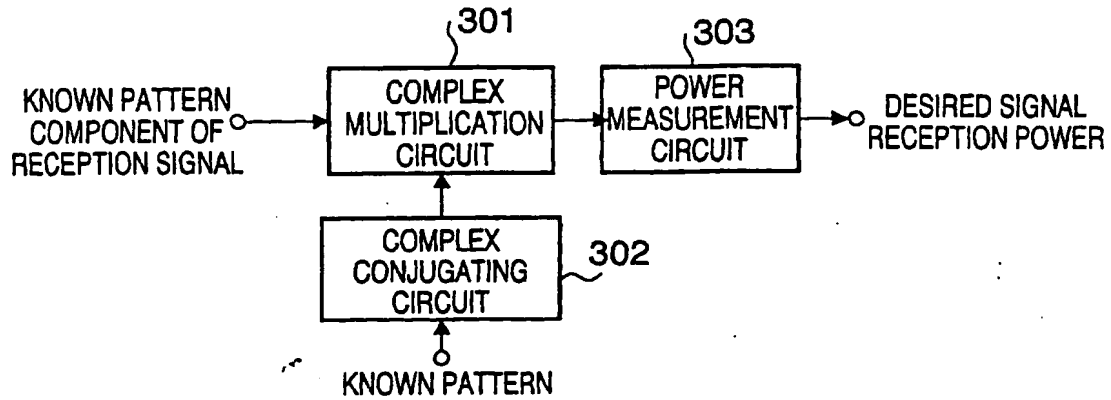 301
303
KNOWN PATTERN
COMPONENT OF
RECEPTION SIGNAL
COMPLEX
MULTIPLICATION
CIRCUIT
POWER
MEASUREMENT
CIRCUIT
DESIRED SIGNAL
RECEPTION POWER
COMPLEX
CONJUGATING
CIRCUIT
302
KNOWN PATTERN